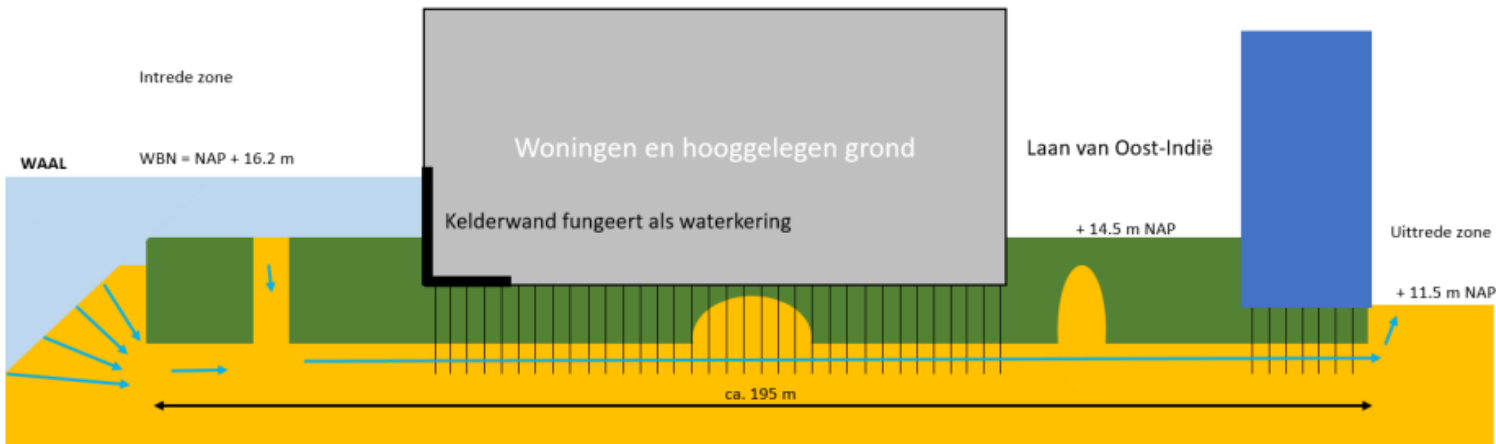 Intrede zone
WAAL
WBN = NAP + 16.2 m
Woningen en hooggelegen grond
Laan van Oost-Indië
Kelderwand fungeert als waterkering
+ 14.5 m NAP
Uittrede zone
+ 11.5 m NAP
ca. 195 m